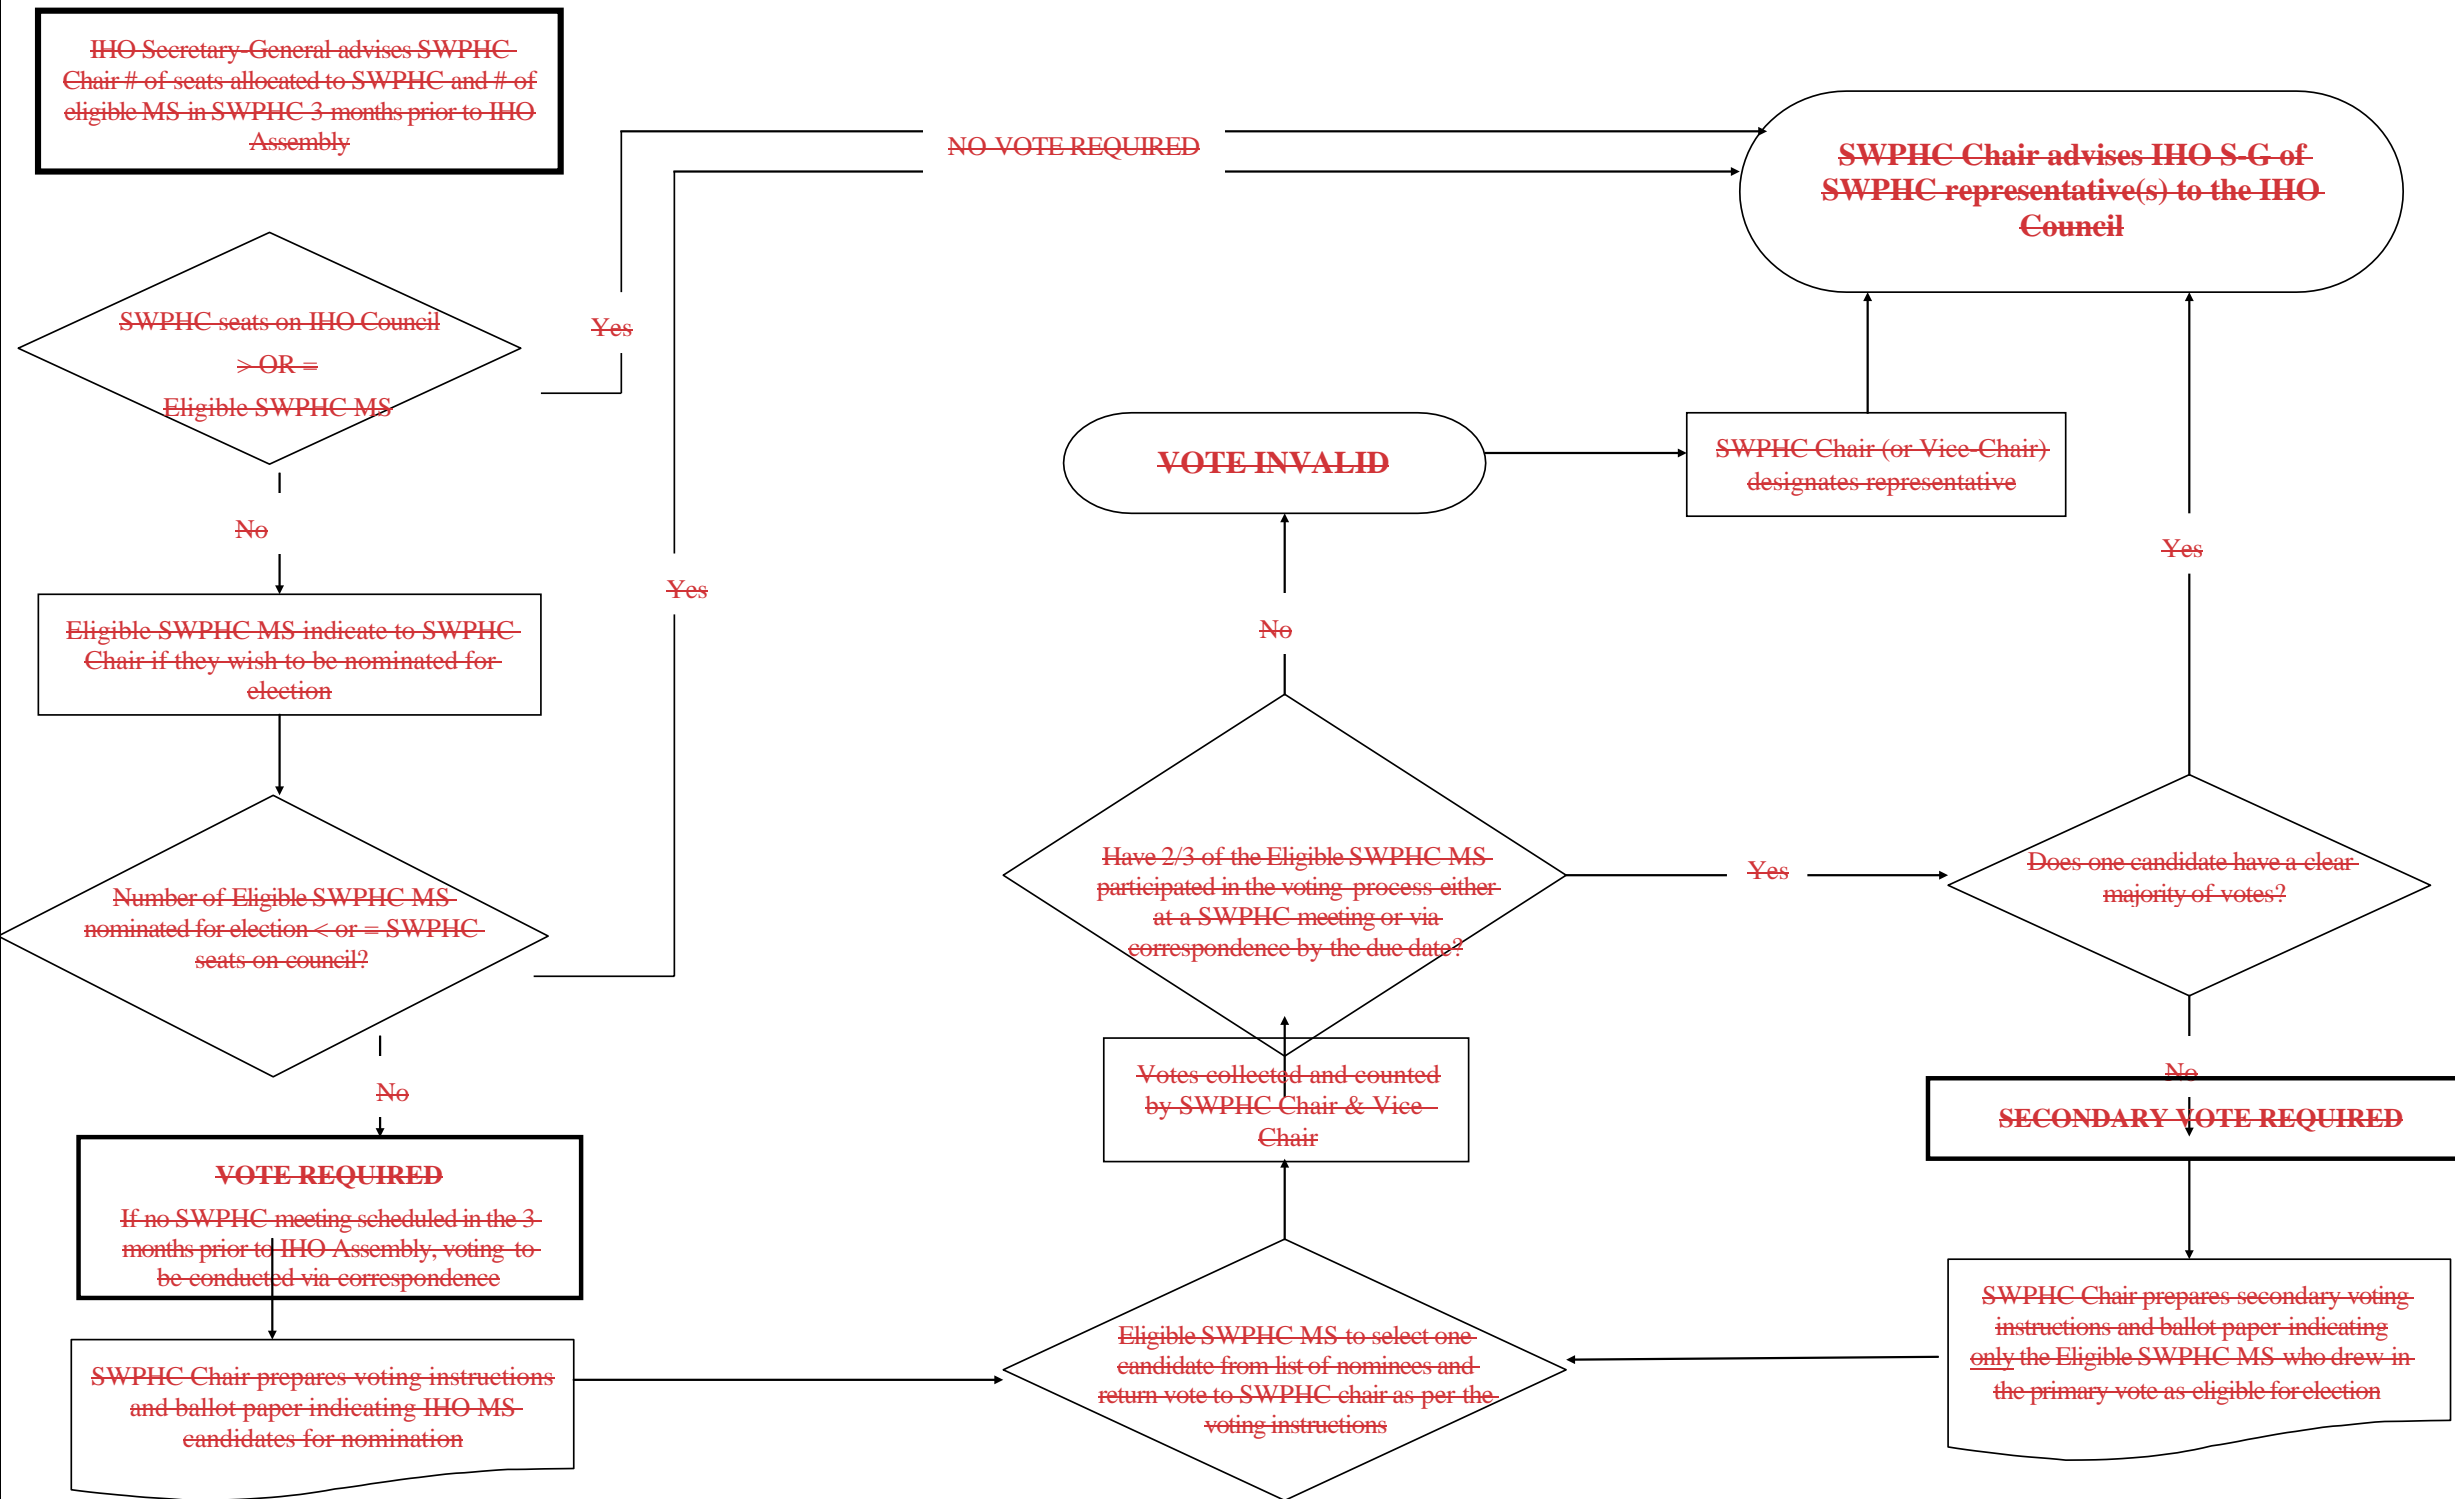 IHO Secretary-General advises SWPHC
Chair # of seats allocated to SWPHC and # of
eligible MS in SWPHC 3 months prior to IHO
Assembly
NO VOTE REQUIRED
SWPHC Chair advises IHO S-G of
SWPHC representative(s) to the IHO
Council
SWPHC seats on IHO Council
> OR =
Eligible SWPHC MS
Yes
No
Yes
VOTE INVALID
SWPHC Chair (or Vice-Chair)
designates representative
Yes
No
Eligible SWPHC MS indicate to SWPHC
Chair if they wish to be nominated for
election
Number of Eligible SWPHC MS
nominated for election < or = SWPHC
seats on council?
Have 2/3 of the Eligible SWPHC MS
participated in the voting process either
at a SWPHC meeting or via
correspondence by the due date?
Yes
Does one candidate have a clear
majority of votes?
No
No
Votes collected and counted
by SWPHC Chair & Vice
Chair
SECONDARY VOTE REQUIRED
VOTE REQUIRED
If no SWPHC meeting scheduled in the 3
months prior to IHO Assembly, voting to
be conducted via correspondence
SWPHC Chair prepares voting instructions
and ballot paper indicating IHO MS
candidates for nomination
Eligible SWPHC MS to select one
candidate from list of nominees and
return vote to SWPHC chair as per the
voting instructions
SWPHC Chair prepares secondary voting
instructions and ballot paper indicating
only the Eligible SWPHC MS who drew in
the primary vote as eligible for election